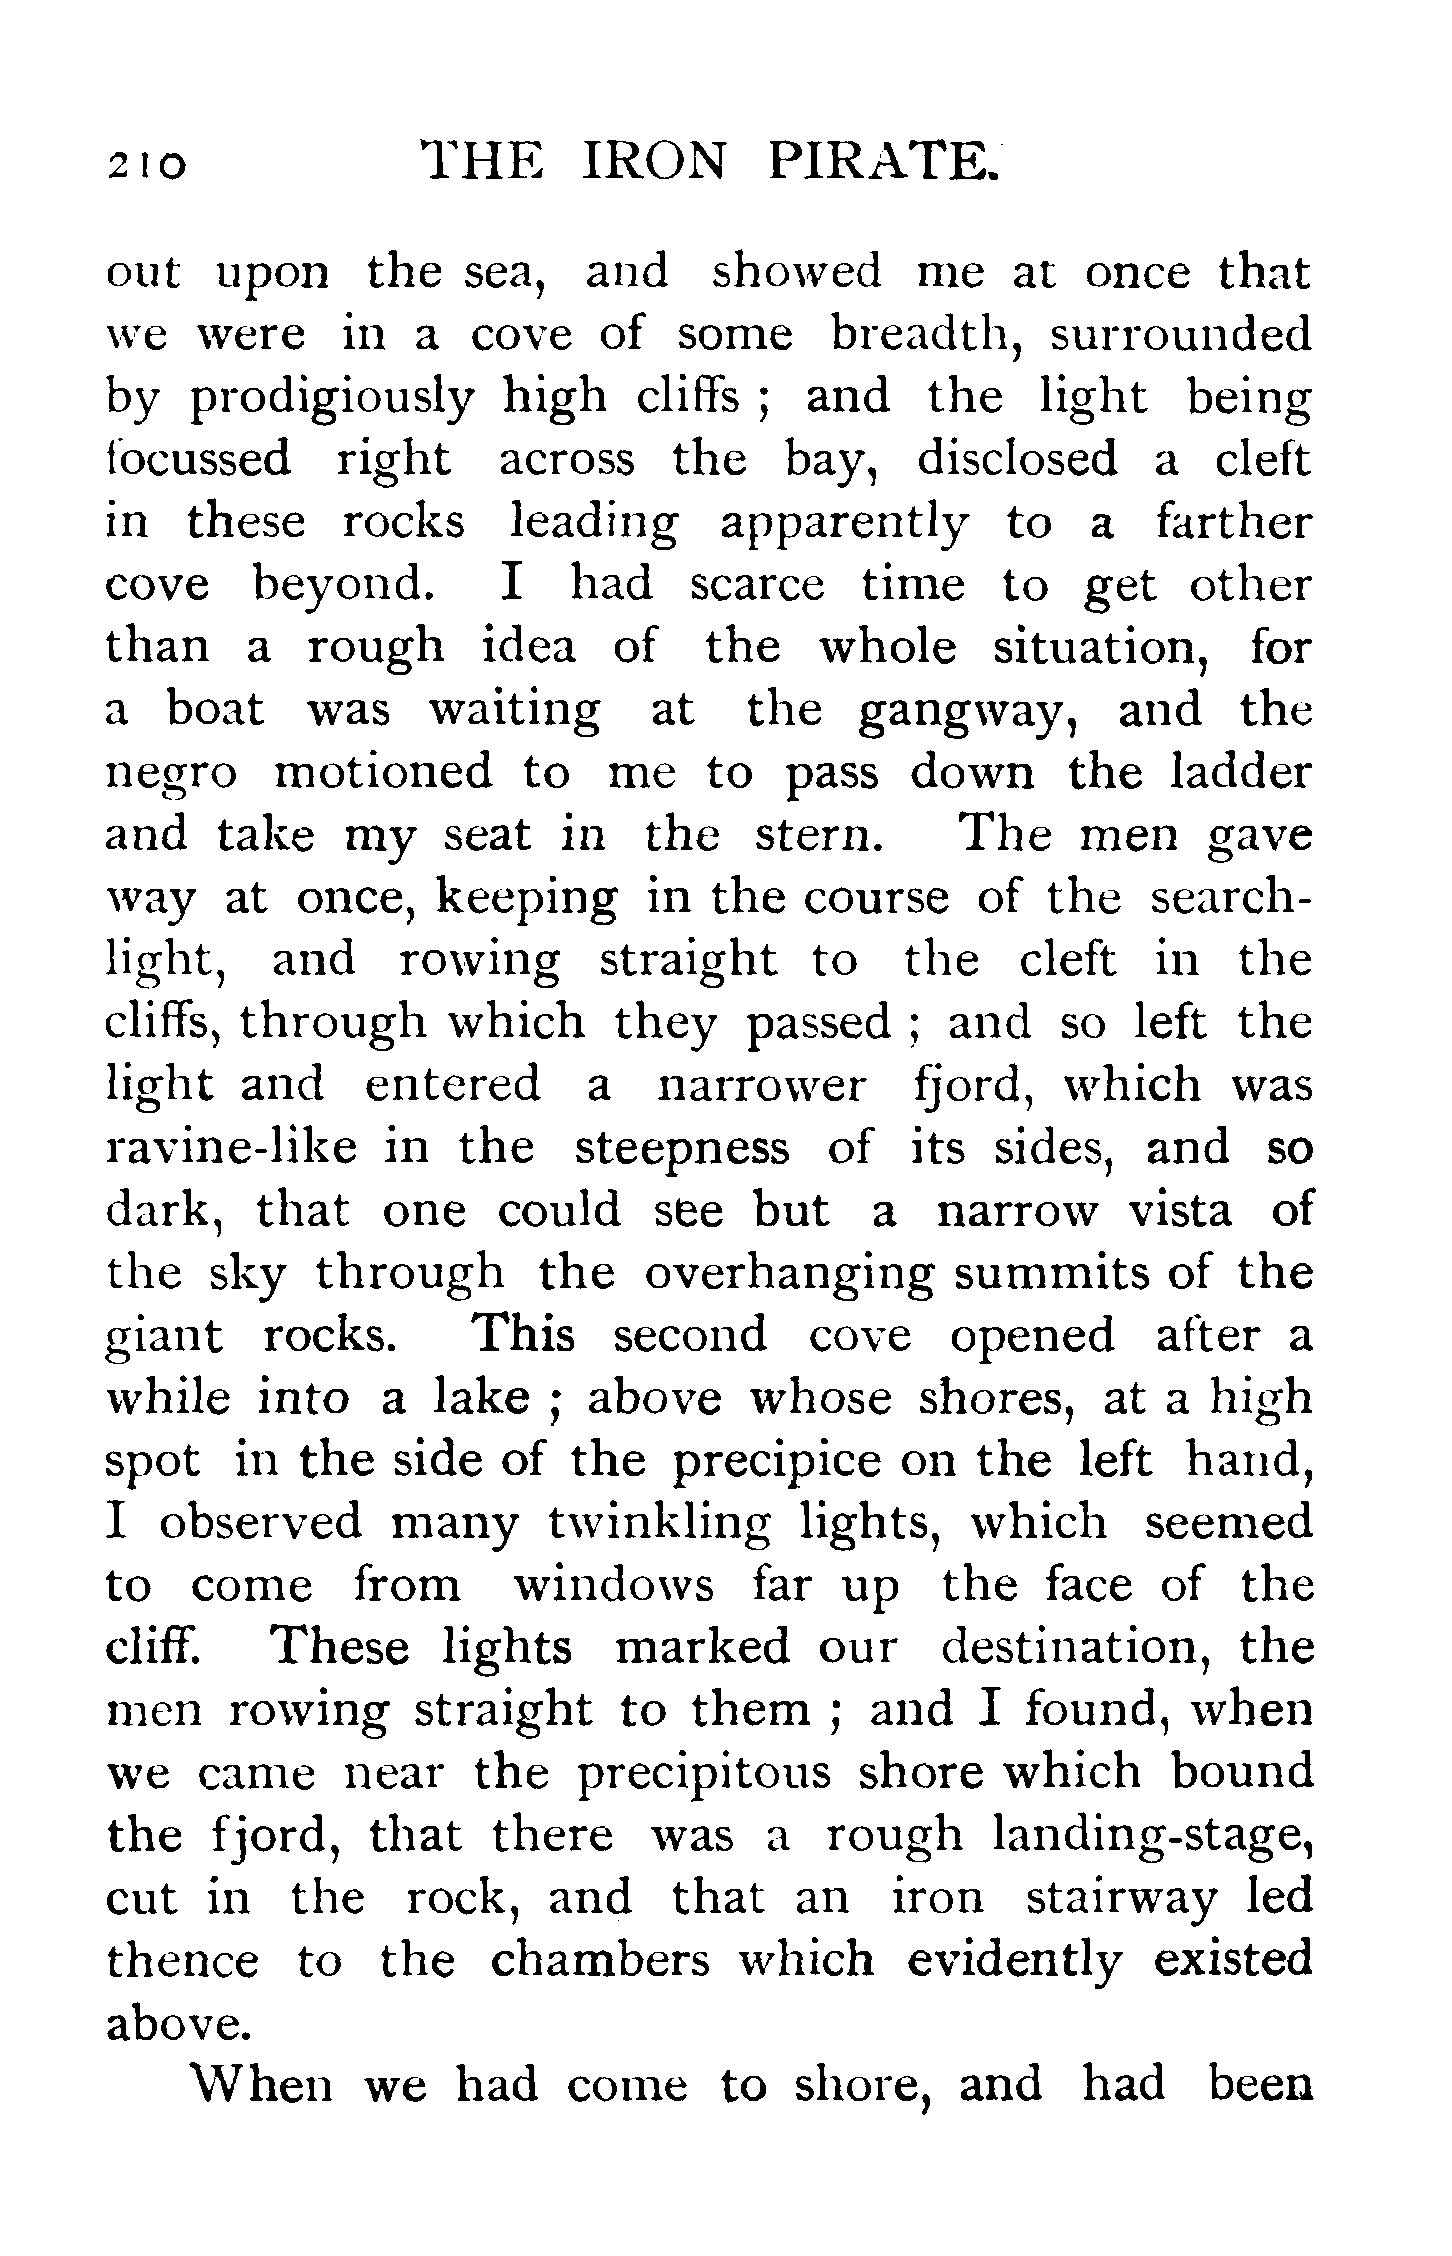 210 THE IRON PIRATE.
out upon the sea, and showed me at once that
we were in a cove of some breadth, surrounded
by prodigiously high cliffs ; and the light being
focussed right across the bay, disclosed a cleft
in these rocks leading apparently to a farther
cove beyond. I had scarce time to get other
than a rough idea of the whole situation, for
a boat was waiting at the gangway, and the
negro motioned to me to pass down the ladder
and take my seat in the stern. The men gave
way at once, keeping in the course of the search-
light, and rowing straight to the cleft in the
cliffs, through which they passed ; and so left the
light and entered a narrower fjord, which was
ravine-like in the steepness of its sides, and so
dark, that one could see but a narrow vista of
the sky through the overhanging summits of the
giant rocks. This second cove opened after a
while into a lake ; above whose shores, at a high
spot in the side of the precipice on the left hand,
I observed many twinkling lights, which seemed
to come from windows far up the face of the
cliff. These lights marked our destination, the
men rowing straight to them ; and I found, when
we came near the precipitous shore which bound
the fjord, that there was a rough landing-stage,
cut in the rock, and that an iron stairway led
thence to the chambers which evidently existed
above.
When we had come to shore, and had been